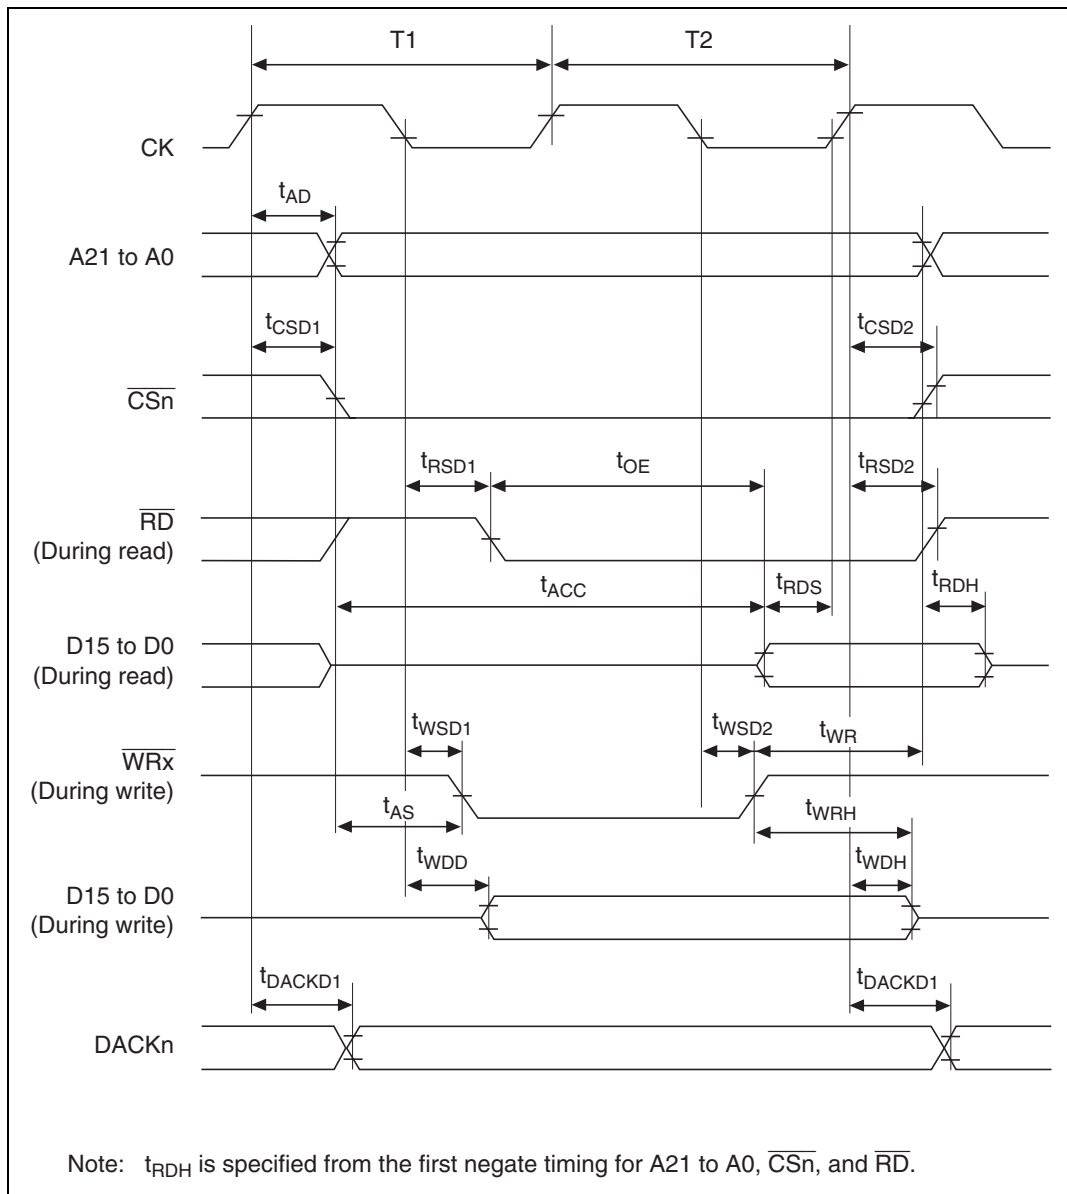 T1 T2
CK
tAD
A21 to A0
tCSD1 tCSD2
CSn
tRSD1 tOE tRSD2
RD
(During read)
tACC tRDS tRDH
D15 to D0
(During read)
tWSD1 tWSD2 tWR
WRx
(During write)
tAS tWRH
tWDD tWDH
D15 to D0
(During write)
tDACKD1 tDACKD1
DACKn
Note: tRDH is specified from the first negate timing for A21 to A0, CSn, and RD.